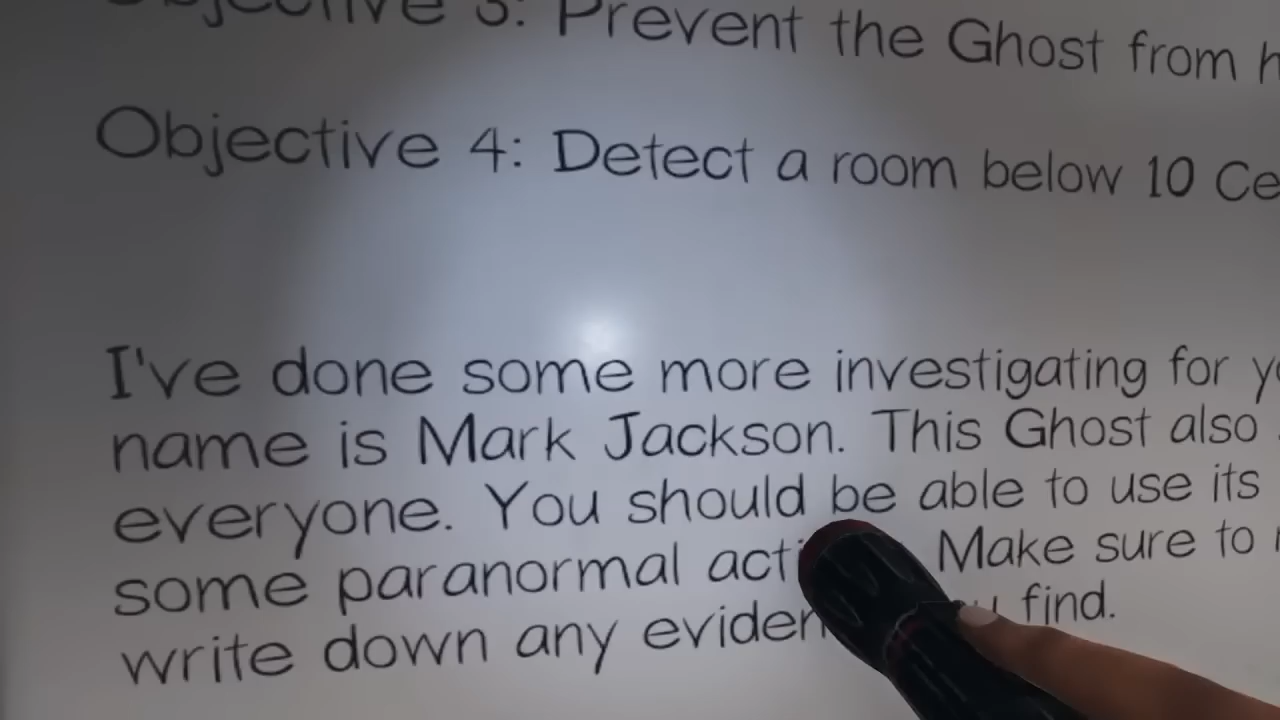 Objective 3: Prevent the Ghost from
Objective 4: Detect a room below 10
I've done some more investigating for
name is Mark Jackson. This Ghost also
everyone. You should be able to use its
some paranormal Make sure to
write down any find.